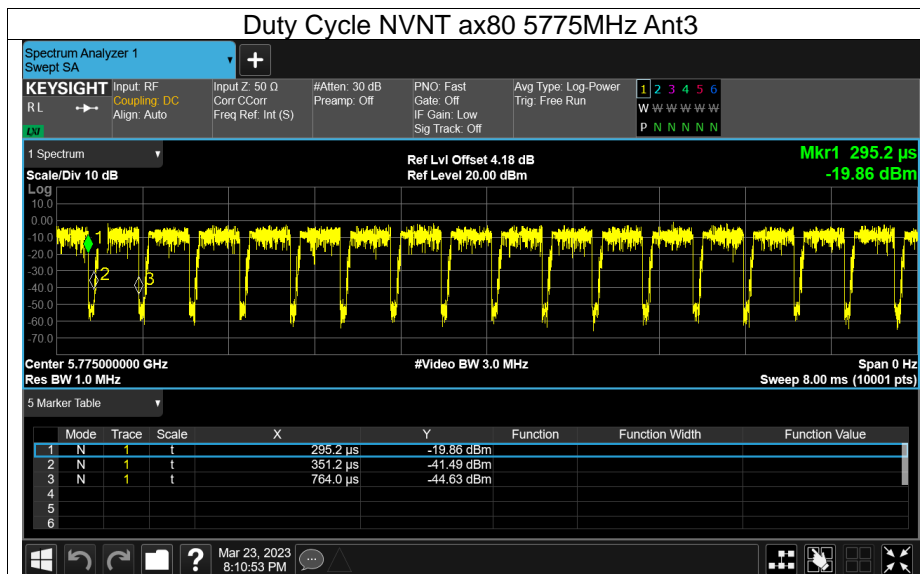 Duty Cycle NVNT ax80 5775MHz Ant3
Spectrum Analyzer 1
Swept SA
+
KEYSIGHT Input: RF Input Z: 50 Ω #Atten: 30 dB PNO: Fast Avg Type: Log-Power 1 2 3 4 5 6
R L Coupling: DC Corr CCorr Preamp: Off Gate: Off Trig: Free Run W W W W W W
Align: Auto Freq Ref: Int (S) IF Gain: Low
LXI Sig Track: Off P N N N N N
1 Spectrum Ref Lvl Offset 4.18 dB Mkr1 295.2 µs
Scale/Div 10 dB Ref Level 20.00 dBm -19.86 dBm
Log
10.0
0.00
-10.0 1
-20.0
-30.0 2 3
-40.0
-50.0
-60.0
-70.0
Center 5.775000000 GHz #Video BW 3.0 MHz Span 0 Hz
Res BW 1.0 MHz Sweep 8.00 ms (10001 pts)
5 Marker Table
Mode Trace Scale X Y Function Function Width Function Value
1 N 1 t 295.2 µs -19.86 dBm
2 N 1 t 351.2 µs -41.49 dBm
3 N 1 t 764.0 µs -44.63 dBm
4
5
6
? Mar 23, 2023
8:10:53 PM